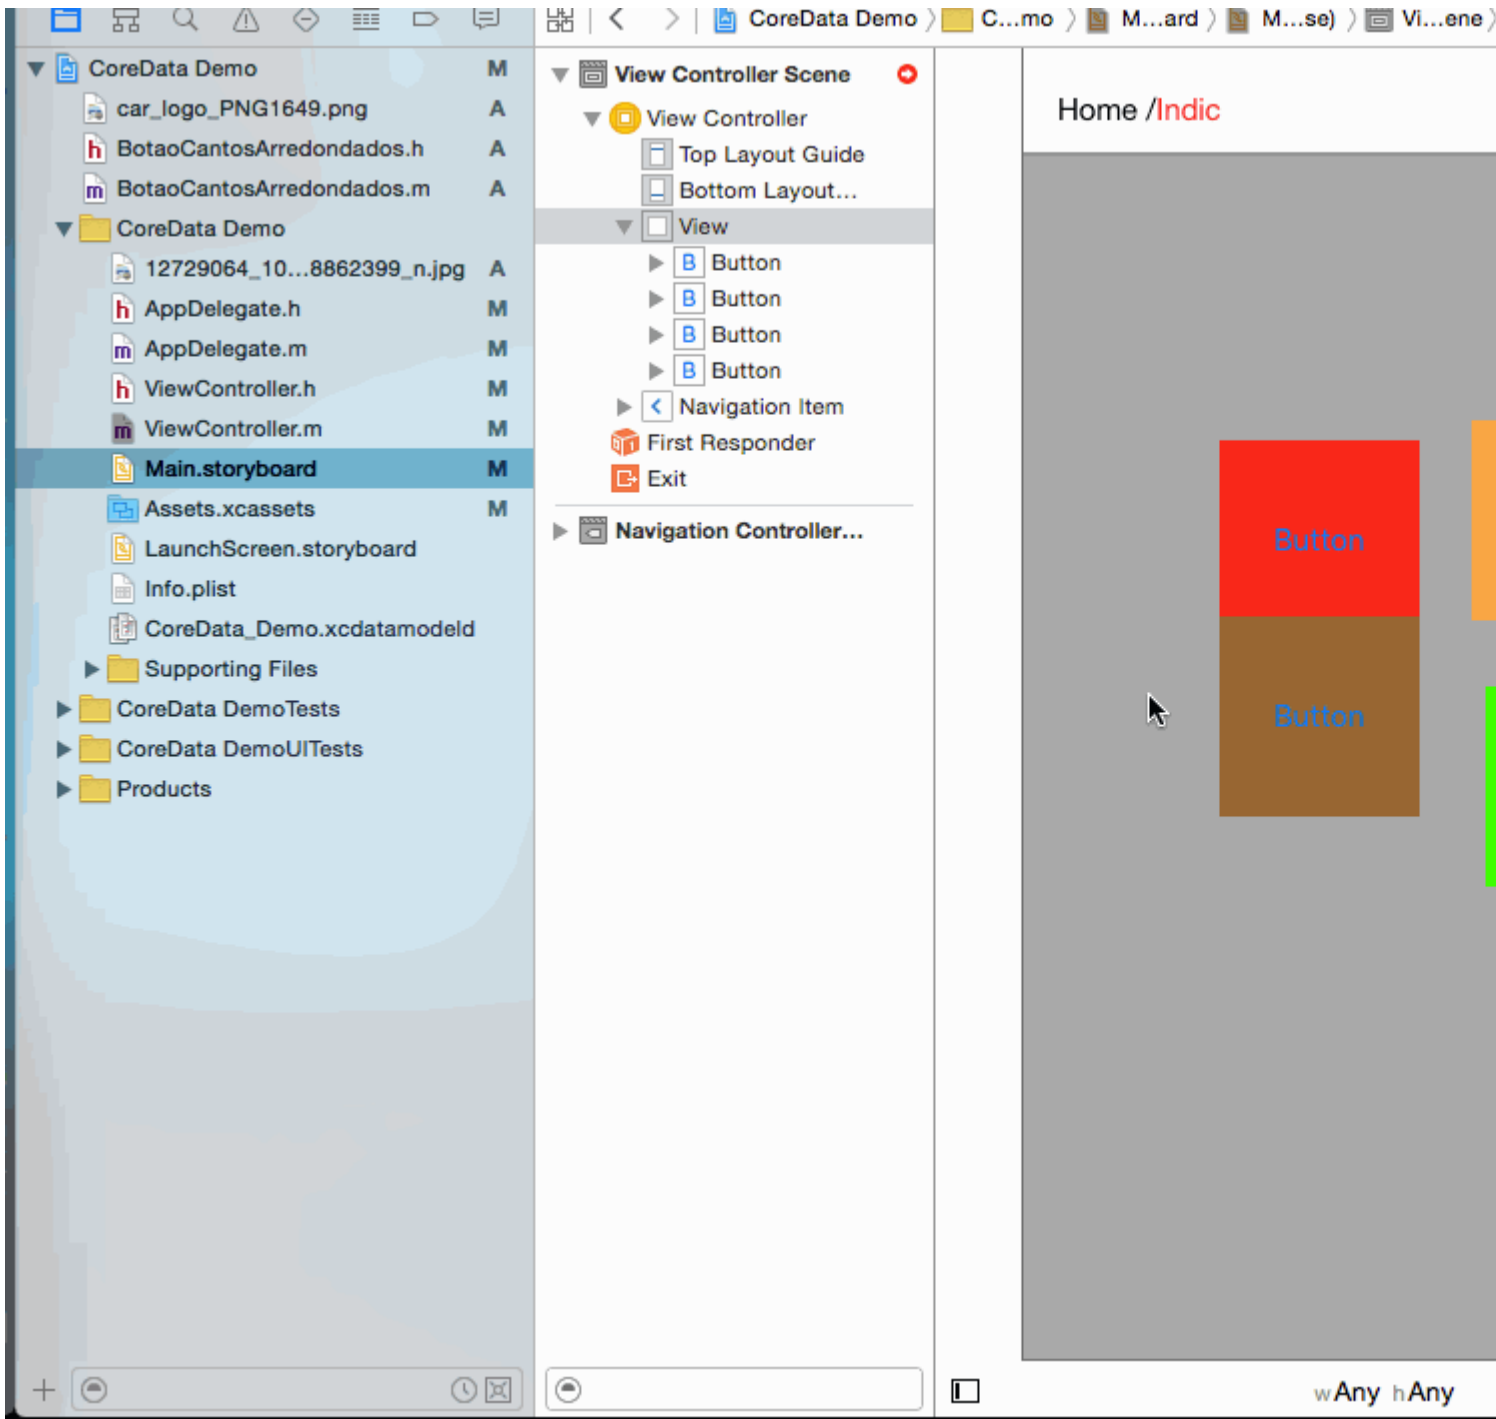 CoreData Demo C...mo M...ard M...se) Vi...ene
CoreData Demo M
car_logo_PNG1649.png A
BotaoCantosArredondados.h A
BotaoCantosArredondados.m A
CoreData Demo
12729064_10...8862399_n.jpg A
AppDelegate.h M
AppDelegate.m M
ViewController.h M
ViewController.m M
Main.storyboard M
Assets.xcassets M
LaunchScreen.storyboard
Info.plist
CoreData_Demo.xcdatamodeld
Supporting Files
CoreData DemoTests
CoreData DemoUITests
Products
View Controller Scene
View Controller
Top Layout Guide
Bottom Layout...
View
B Button
B Button
B Button
B Button
Navigation Item
First Responder
Exit
Navigation Controller...
Home /Indic
Button
Button
wAny hAny